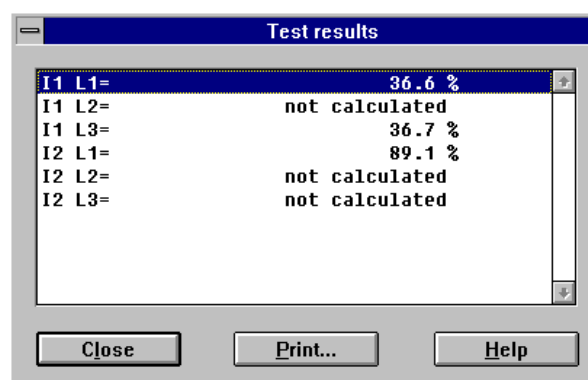 Test results
I1 L1= 36.6 %
I1 L2= not calculated
I1 L3= 36.7 %
I2 L1= 89.1 %
I2 L2= not calculated
I2 L3= not calculated
Close Print... Help